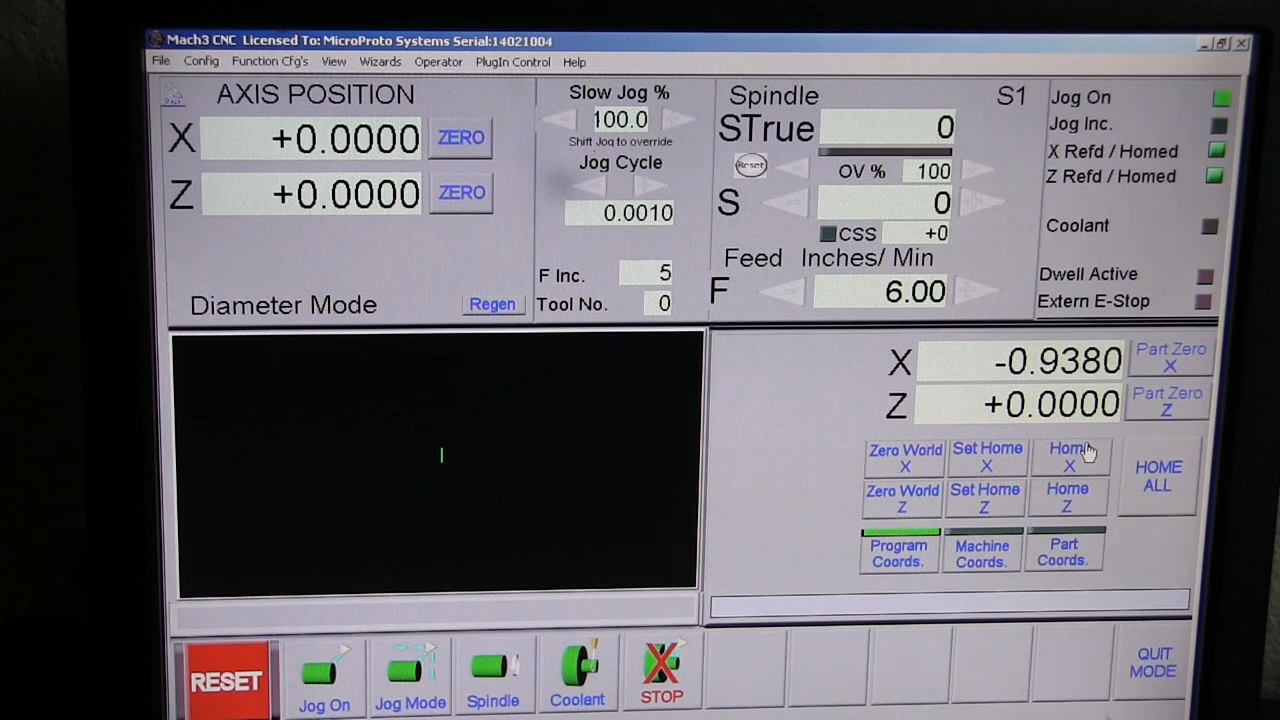 Mach3 CNC Licensed To: MicroProto Systems Serial:14021004
File Config Function Cfg's View Wizards Operator PlugIn Control Help
AXIS POSITION
X +0.0000 ZERO
Z +0.0000 ZERO
Diameter Mode Regen
Slow Jog %
100.0
Shift Jog to override
Jog Cycle
0.0010
F Inc. 5
Tool No. 0
Spindle S1
STrue 0
Reset OV % 100
S 0
CSS +0
Feed Inches/ Min
F 6.00
Jog On
Jog Inc.
X Refd / Homed
Z Refd / Homed
Coolant
Dwell Active
Extern E-Stop
X -0.9380 Part Zero
X
Z +0.0000 Part Zero
Z
Zero World
X
Set Home
X
Home
X
Zero World
Z
Set Home
Z
Home
Z
HOME
ALL
Program
Coords.
Machine
Coords.
Part
Coords.
RESET
Jog On
Jog Mode
Spindle
Coolant
STOP
QUIT
MODE